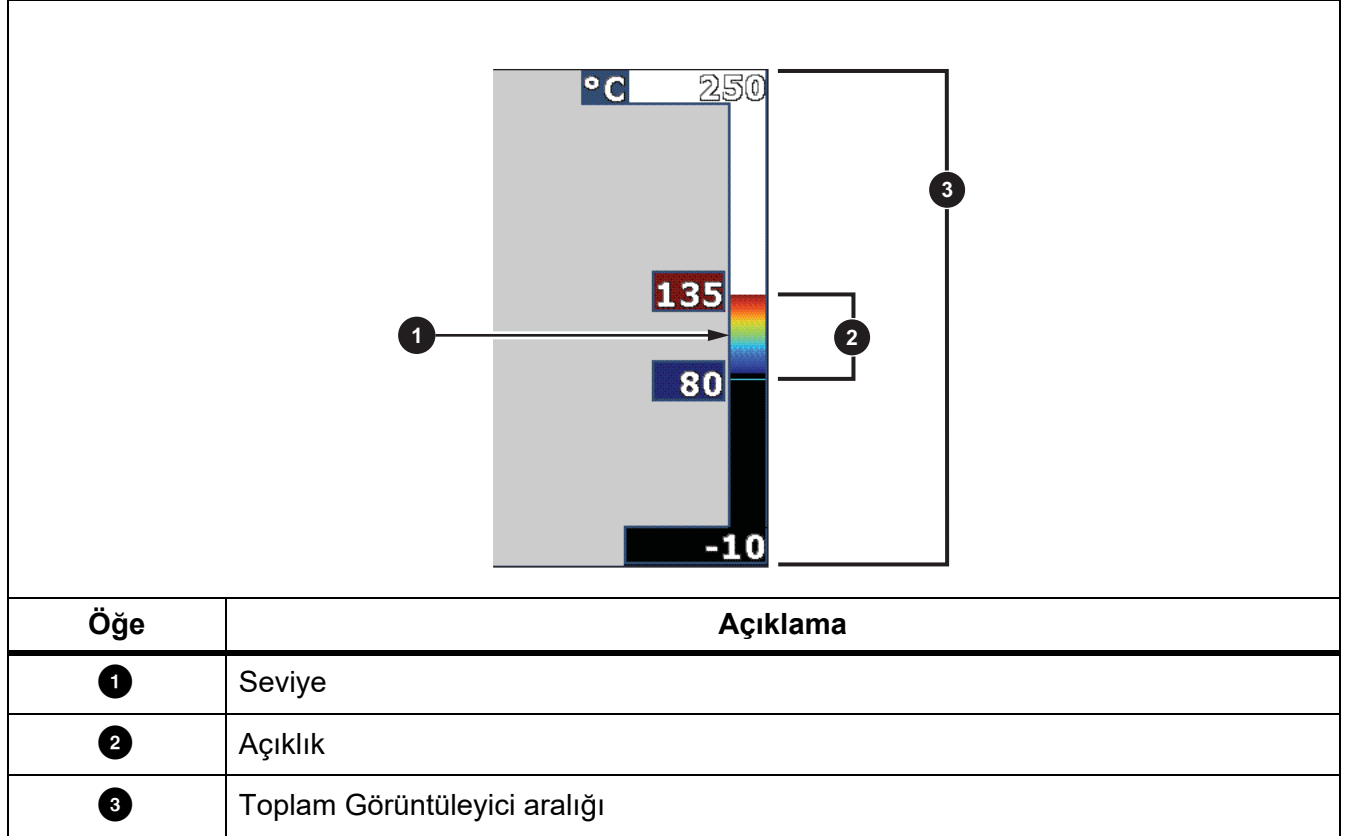 °C 250
3
135
1
2
80
-10
Öğe Açıklama
1 Seviye
2 Açıklık
3 Toplam Görüntüleyici aralığı